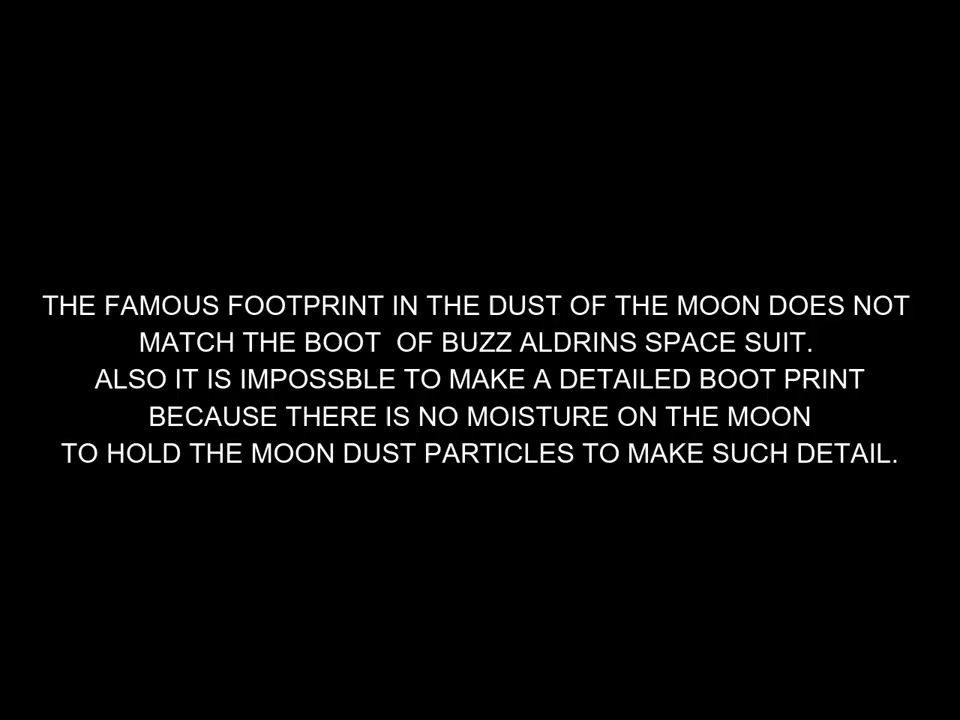 THE FAMOUS FOOTPRINT IN THE DUST OF THE MOON DOES NOT
MATCH THE BOOT  OF BUZZ ALDRINS SPACE SUIT.
ALSO IT IS IMPOSSBLE TO MAKE A DETAILED BOOT PRINT
BECAUSE THERE IS NO MOISTURE ON THE MOON
TO HOLD THE MOON DUST PARTICLES TO MAKE SUCH DETAIL.